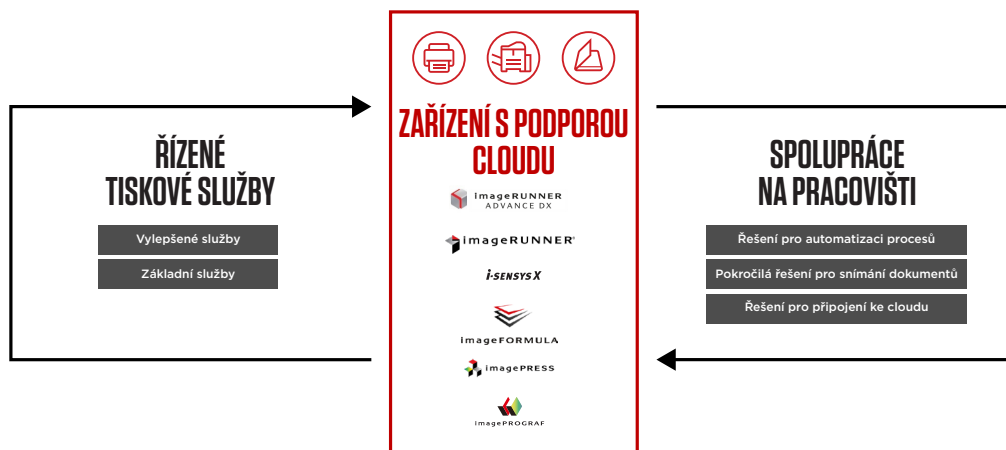 ŘÍZENÉ
TISKOVÉ SLUŽBY
Vylepšené služby
Základní služby
ZAŘÍZENÍ S PODPOROU
CLOUDU
imageRUNNER
ADVANCE DX
imageRUNNER
i-SENSYS X
imageFORMULA
imagePRESS
imagePROGRAF
SPOLUPRÁCE
NA PRACOVIŠTI
Řešení pro automatizaci procesů
Pokročilá řešení pro snímání dokumentů
Řešení pro připojení ke cloudu